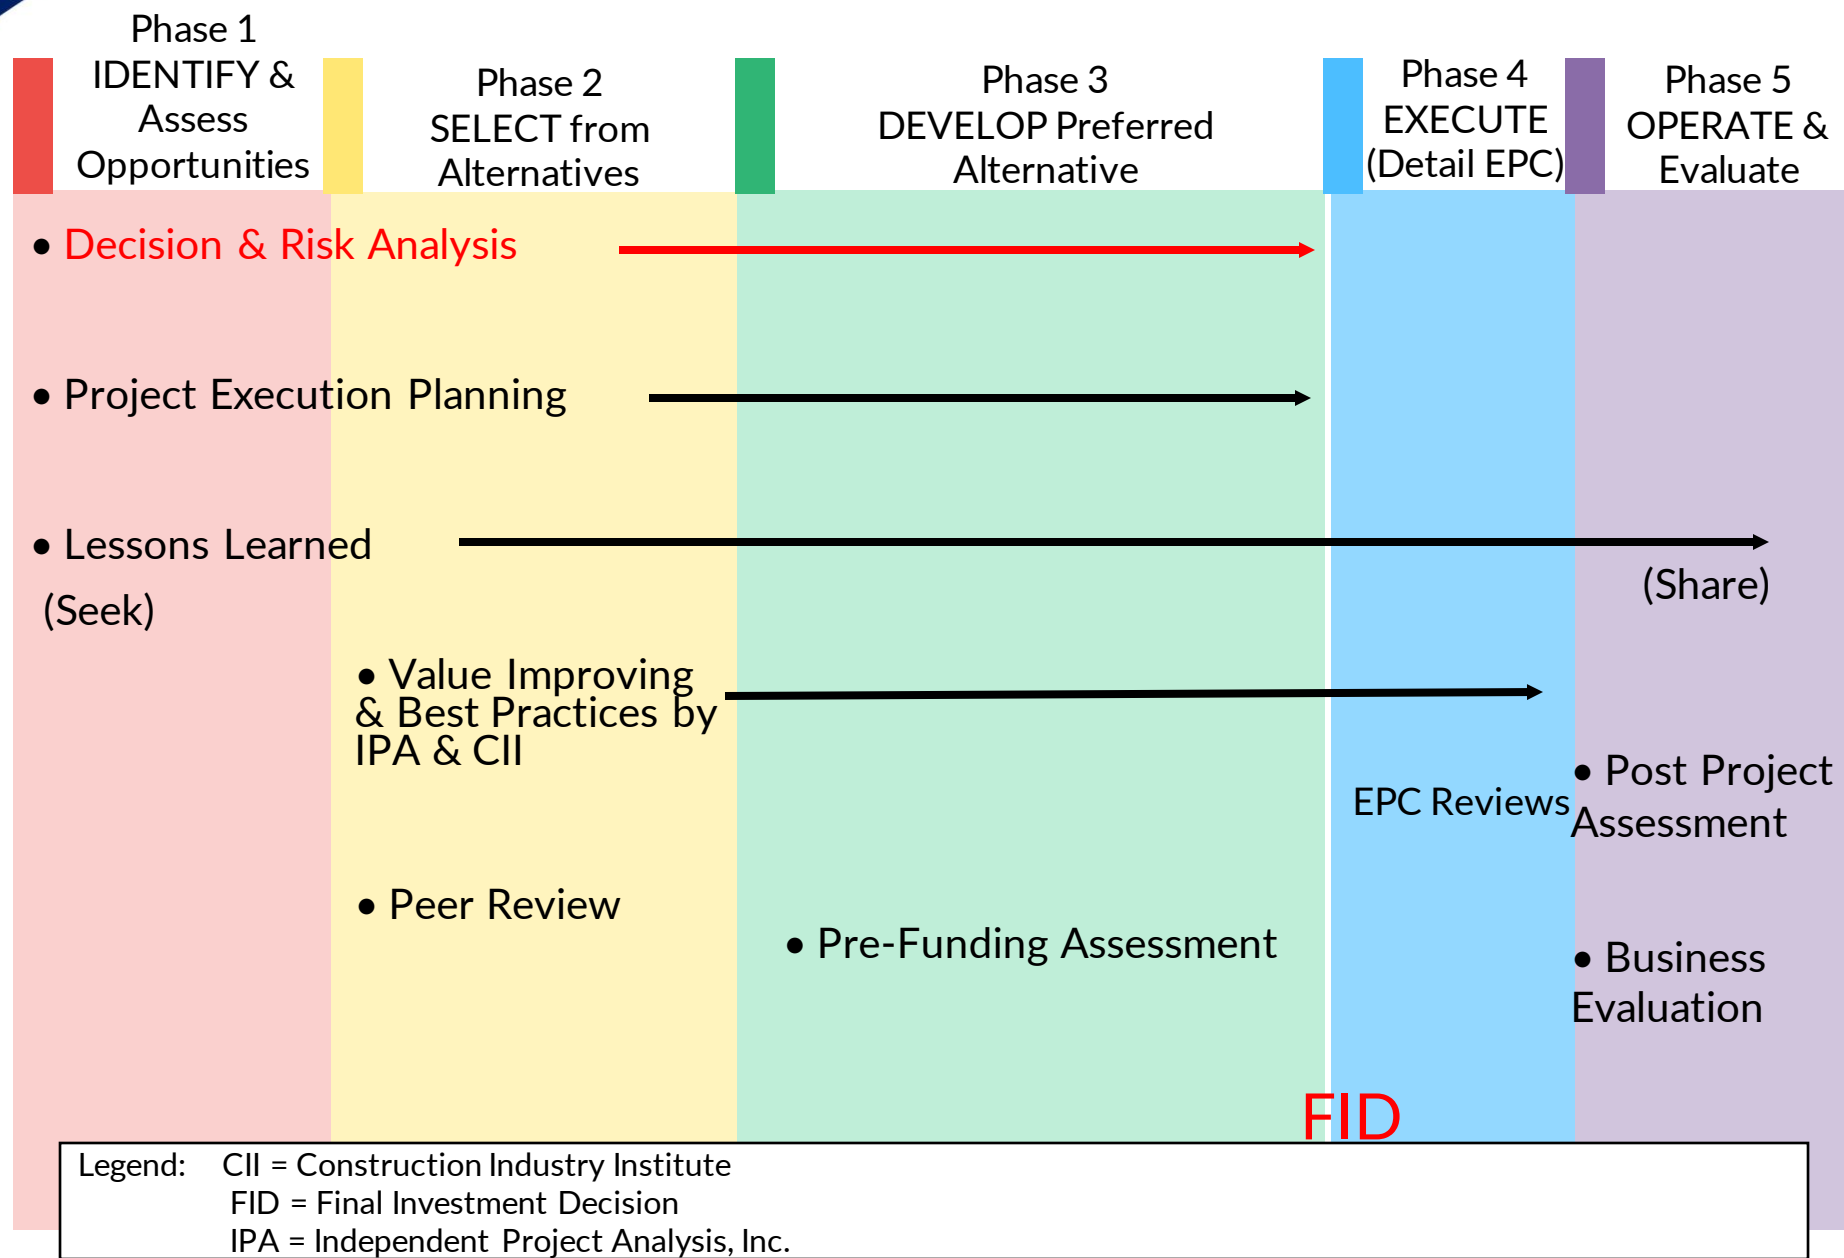 Phase 1
IDENTIFY &
Assess
Opportunities
Phase 2
SELECT from
Alternatives
Phase 3
DEVELOP Preferred
Alternative
Phase 4
EXECUTE
(Detail EPC)
Phase 5
OPERATE &
Evaluate
• Decision & Risk Analysis
• Project Execution Planning
• Lessons Learned
(Seek)
(Share)
• Value Improving
& Best Practices by
IPA & CII
EPC Reviews
• Post Project
Assessment
• Peer Review
• Pre-Funding Assessment
• Business
Evaluation
FID
Legend: CII = Construction Industry Institute
FID = Final Investment Decision
IPA = Independent Project Analysis, Inc.